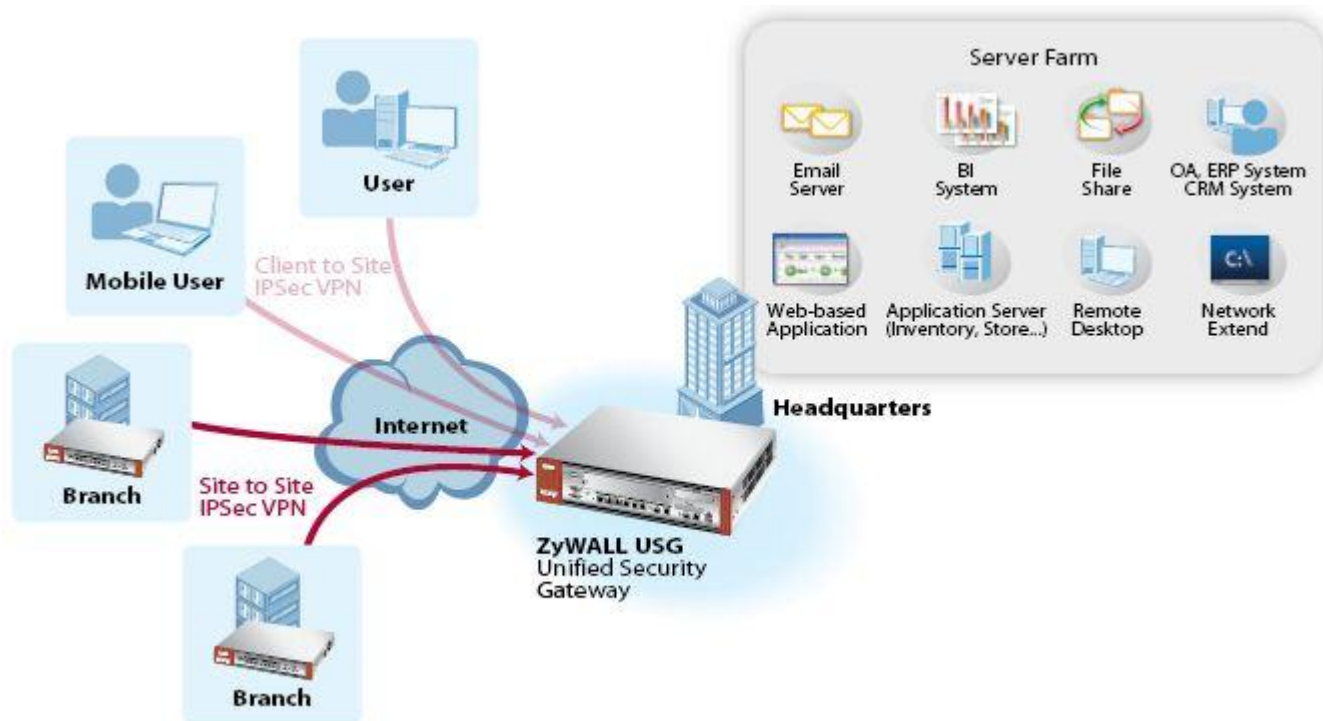 Server Farm
Email
Server
BI
System
File
Share
OA, ERP System
CRM System
Web-based
Application
Application Server
(Inventory, Store...)
Remote
Desktop
C:\
Network
Extend
User
Mobile User
Client to Site
IPSec VPN
Internet
Headquarters
Branch
Site to Site
IPSec VPN
ZyWALL USG
Unified Security
Gateway
Branch